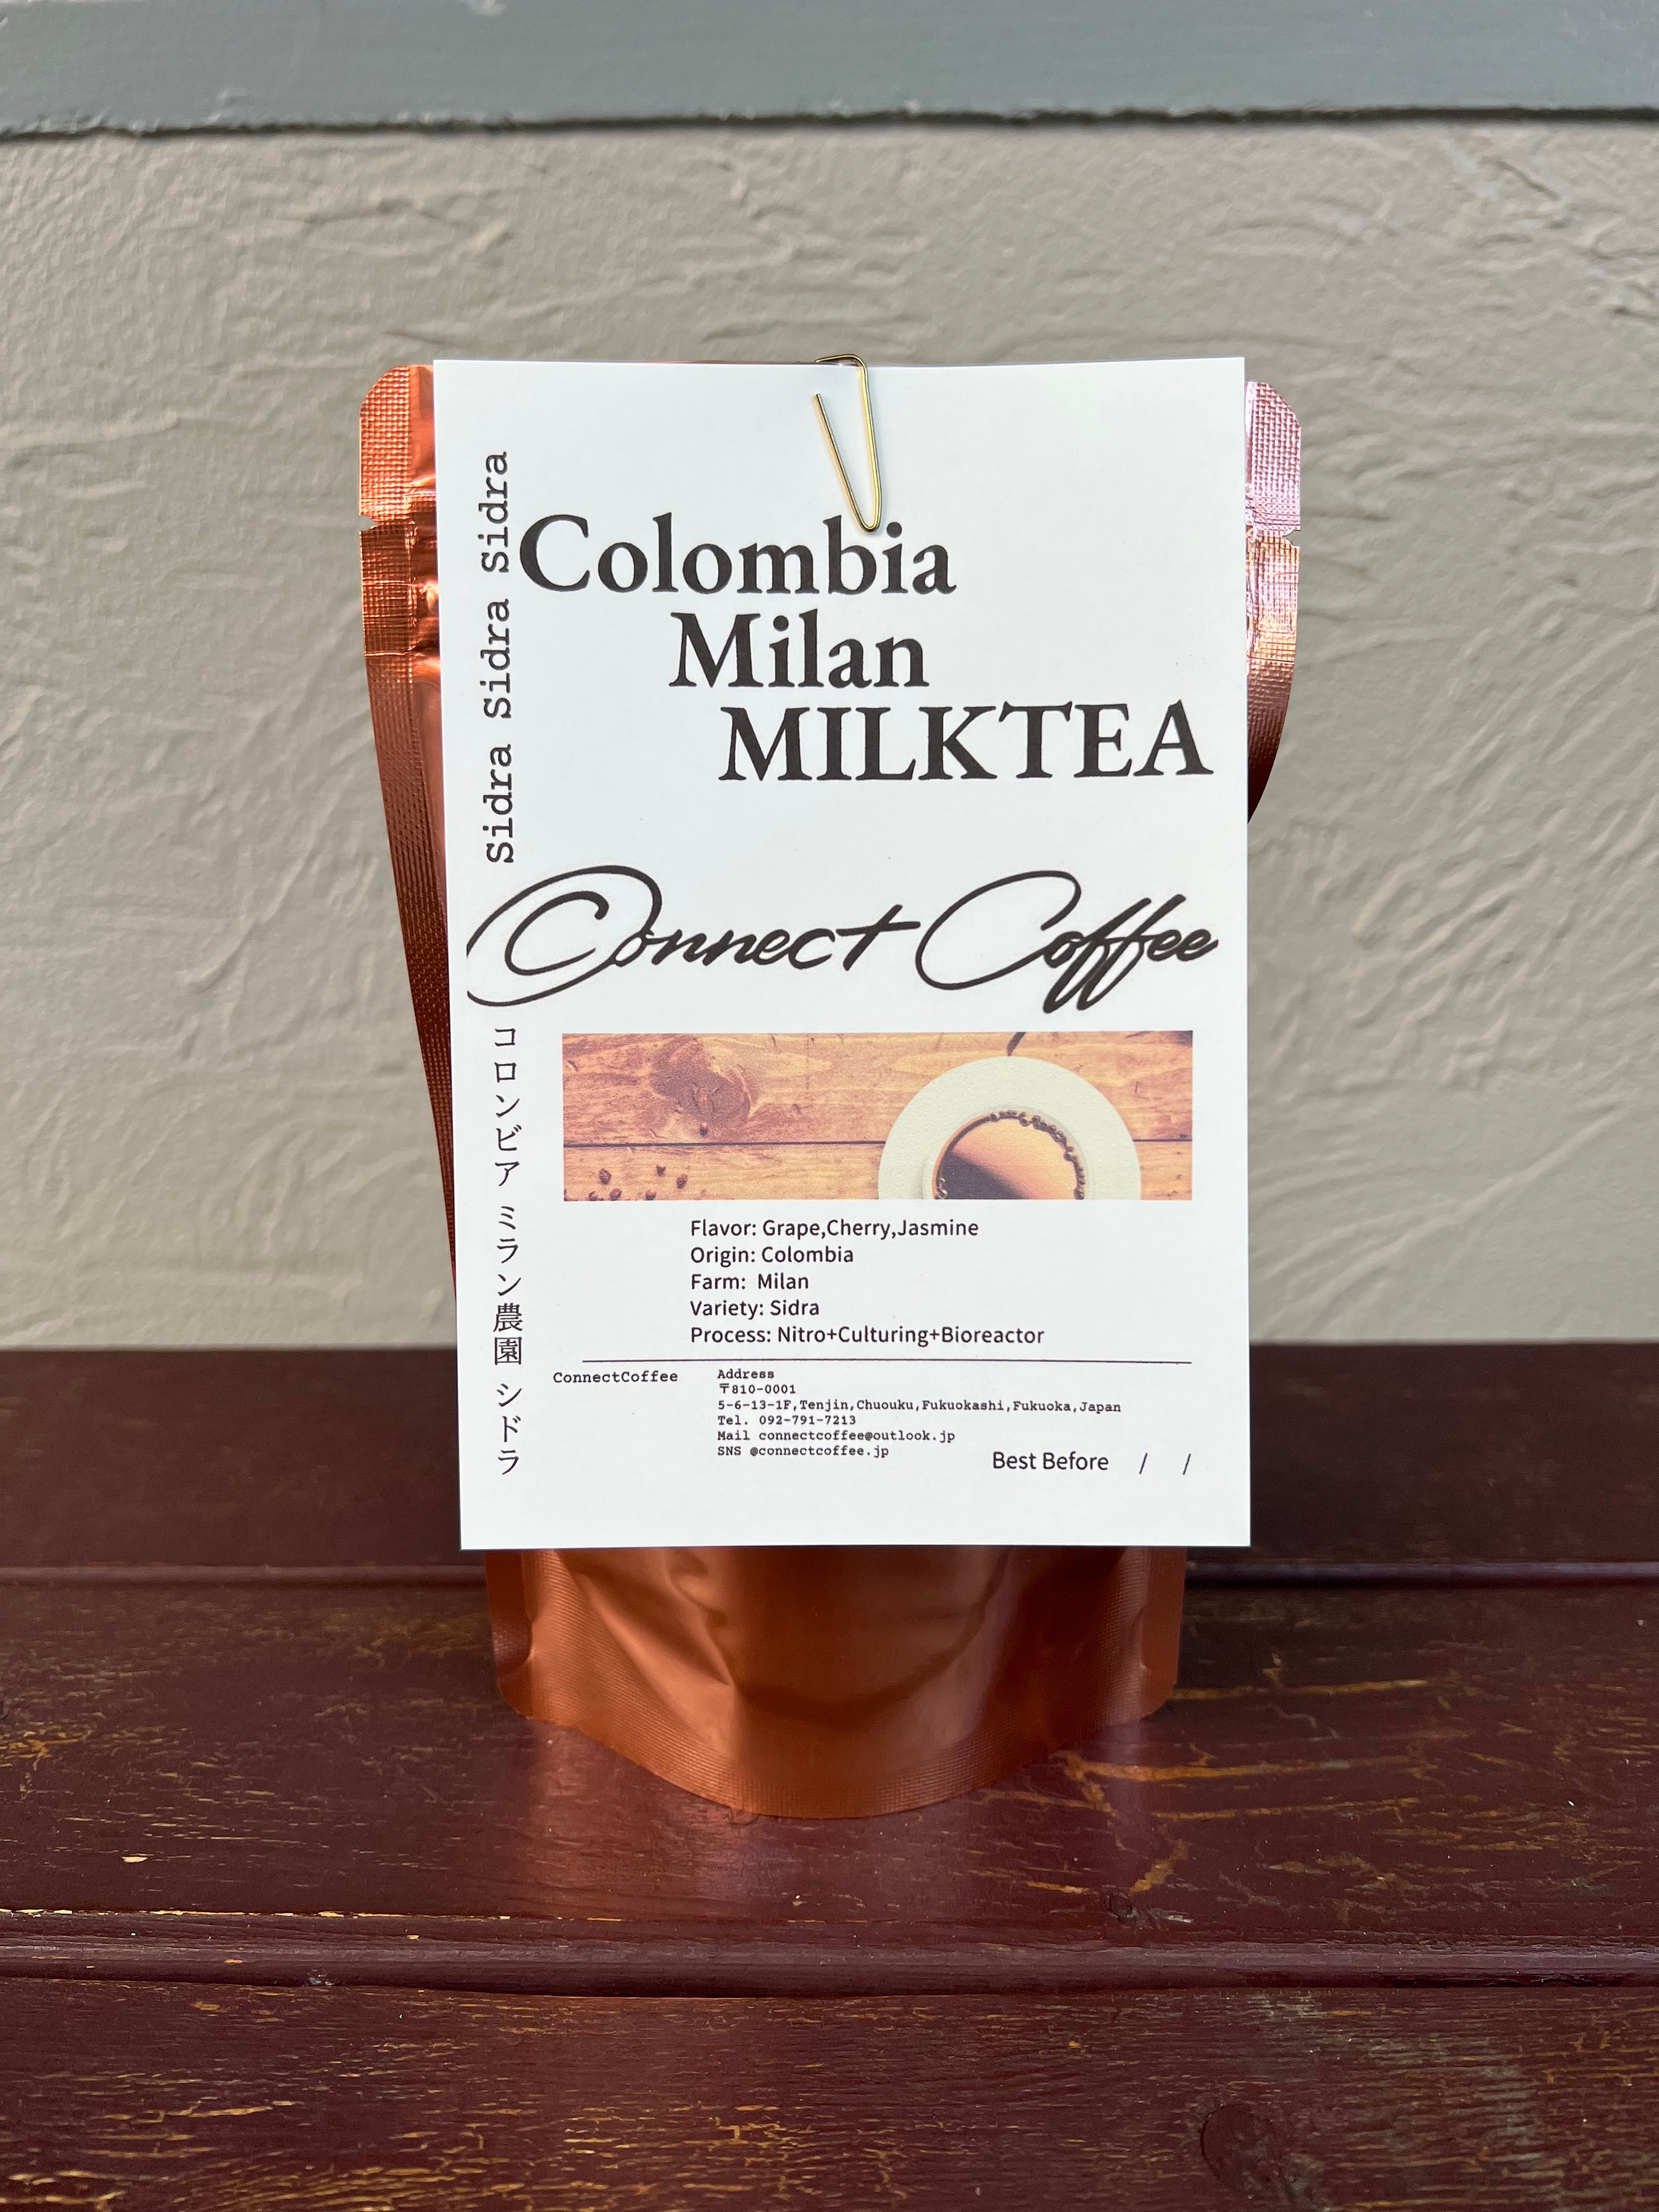 Sidra Sidra Sidra
Colombia
Milan
MILKTEA
Connect Coffee
コロンビア ミラン農園 シドラ
Flavor: Grape,Cherry,Jasmine
Origin: Colombia
Farm: Milan
Variety: Sidra
Process: Nitro+Culturing+Bioreactor
ConnectCoffee
Address
〒810-0001
5-6-13-1F,Tenjin,Chuouku,Fukuokashi,Fukuoka,Japan
Tel. 092-791-7213
Mail connectcoffee@outlook.jp
SNS @connectcoffee.jp
Best Before / /